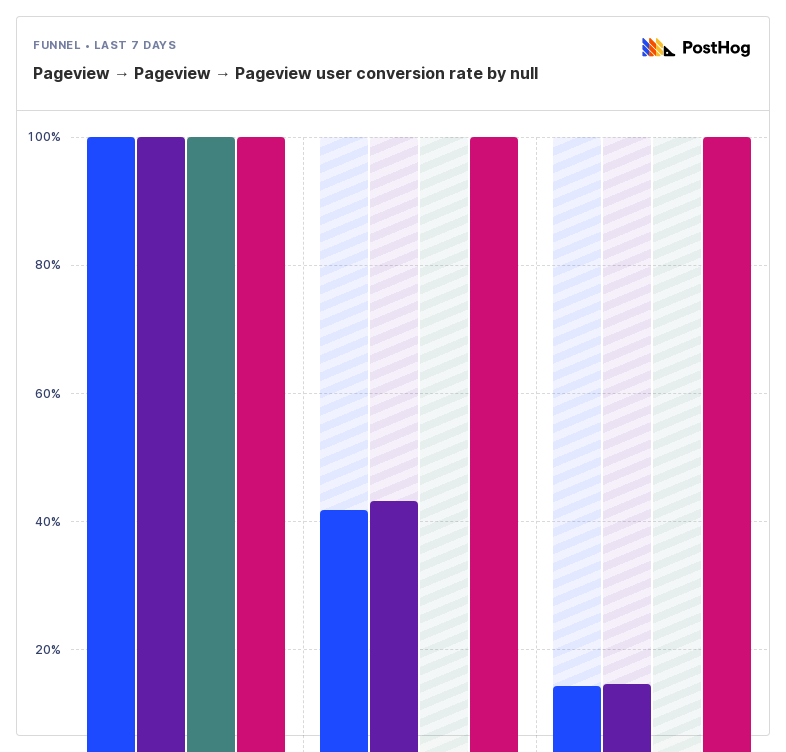 FUNNEL • LAST 7 DAYS
PostHog
Pageview → Pageview → Pageview user conversion rate by null
100%
80%
60%
40%
20%